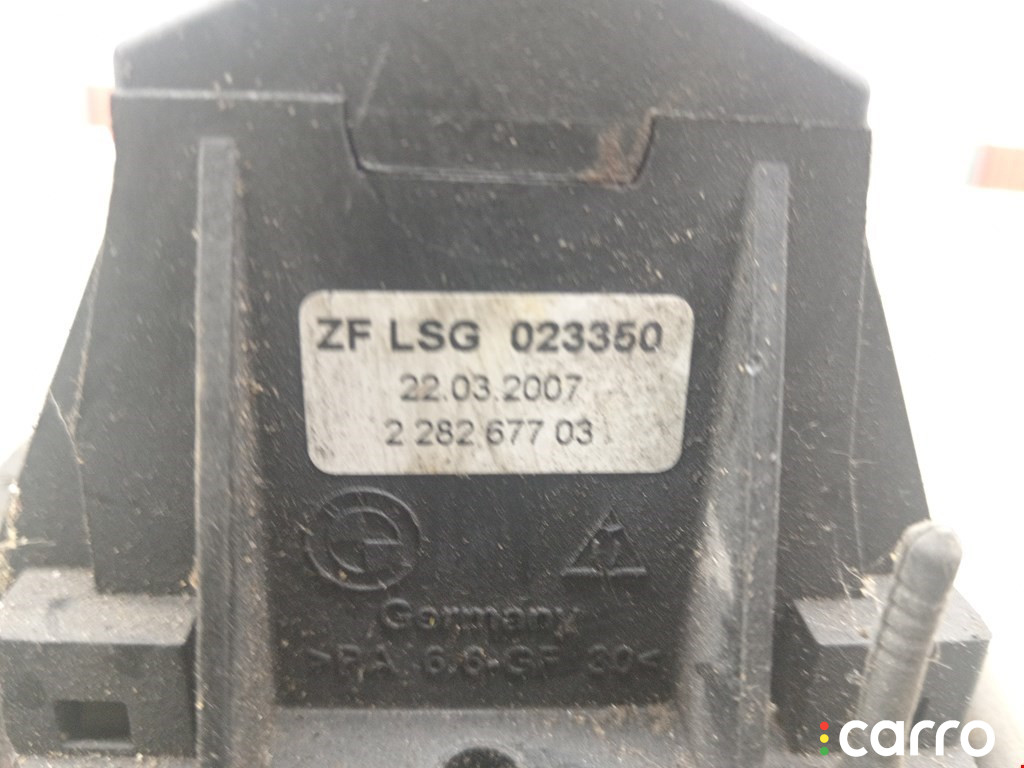 ZF LSG 023350
22.03.2007
2 282 677 03
Germany
>PA 6.6-GF 30<
carro